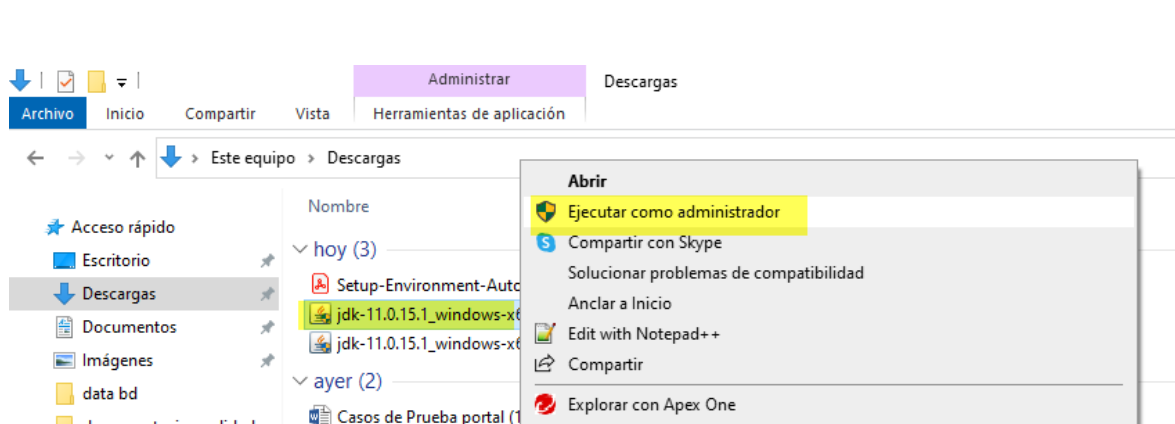 Administrar
Descargas
Archivo
Inicio
Compartir
Vista
Herramientas de aplicación
Este equipo > Descargas
Acceso rápido
Escritorio
Descargas
Documentos
Imágenes
data bd
Nombre
hoy (3)
Setup-Environment-Auto
jdk-11.0.15.1_windows-x6
jdk-11.0.15.1_windows-x6
ayer (2)
Casos de Prueba portal (1
Abrir
Ejecutar como administrador
Compartir con Skype
Solucionar problemas de compatibilidad
Anclar a Inicio
Edit with Notepad++
Compartir
Explorar con Apex One